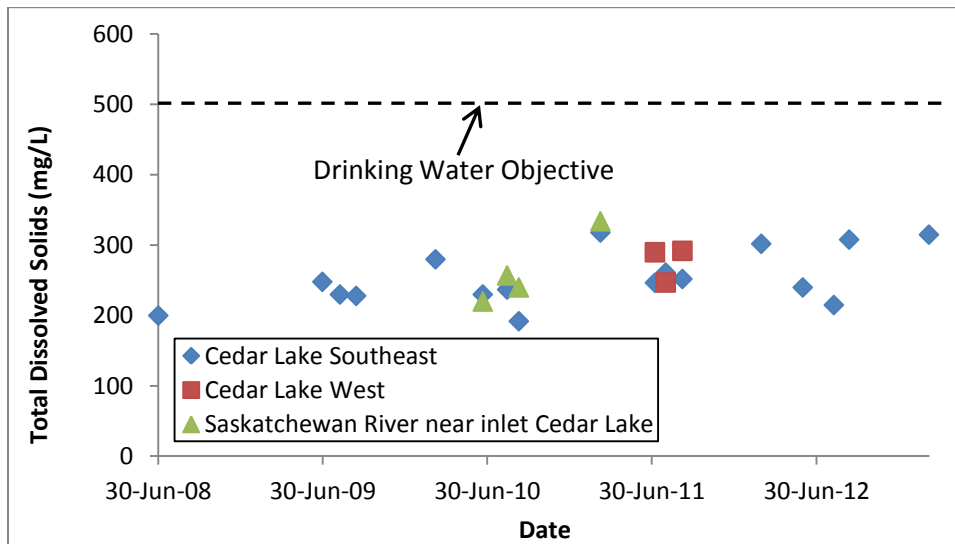 600
500
400
300
200
100
0
Total Dissolved Solids (mg/L)
Drinking Water Objective
Cedar Lake Southeast
Cedar Lake West
Saskatchewan River near inlet Cedar Lake
30-Jun-08 30-Jun-09 30-Jun-10 30-Jun-11 30-Jun-12
Date